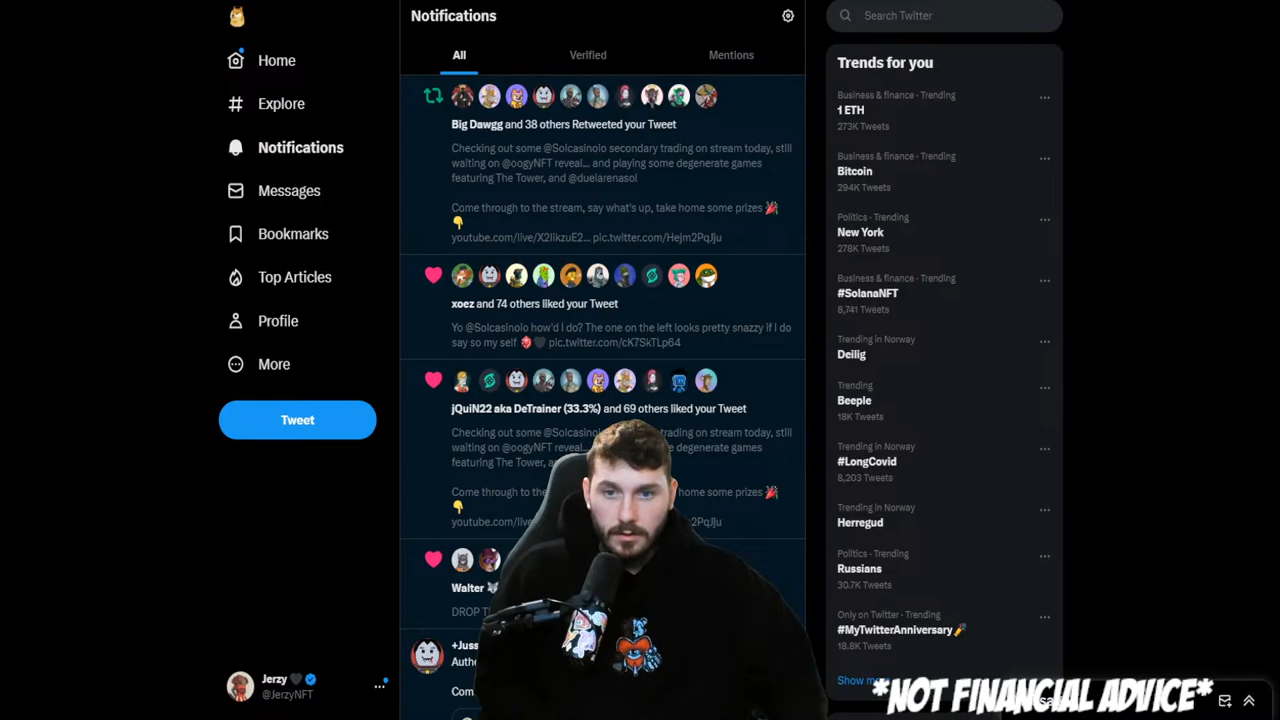 Home
Explore
Notifications
Messages
Bookmarks
Top Articles
Profile
More
Tweet
Jerzy
@JerzyNFT
Notifications
All
Verified
Mentions
Big Dawgg and 38 others Retweeted your Tweet
Checking out some @Solcasinoio secondary trading on stream today, still
waiting on @oogyNFT reveal... and playing some degenerate games
featuring The Tower, and @duelarenasol
Come through to the stream, say what's up, take home some prizes 🎉
👇
youtube.com/live/X2IikzuE2... pic.twitter.com/Hejm2PqJju
xoez and 74 others liked your Tweet
Yo @Solcasinoio how'd I do? The one on the left looks pretty snazzy if I do
say so my self pic.twitter.com/cK7SkTLp64
jQuiN22 aka DeTrainer (33.3%) and 69 others liked your Tweet
Checking out some @Solcasin trading on stream today, still
waiting on @oogyNFT reveal... degenerate games
featuring The Tower, a
Come through to the home some prizes 🎉
👇
youtube.com/live 2PqJju
Walter
DROP T
+Juss
Auth
Com
Search Twitter
Trends for you
Business & finance · Trending
1 ETH
273K Tweets
Business & finance · Trending
Bitcoin
294K Tweets
Politics · Trending
New York
278K Tweets
Business & finance · Trending
#SolanaNFT
8,741 Tweets
Trending in Norway
Deilig
Trending
Beeple
18K Tweets
Trending in Norway
#LongCovid
8,203 Tweets
Trending in Norway
Herregud
Politics · Trending
Russians
30.7K Tweets
Only on Twitter · Trending
#MyTwitterAnniversary
18.8K Tweets
Show
*NOT FINANCIAL ADVICE*